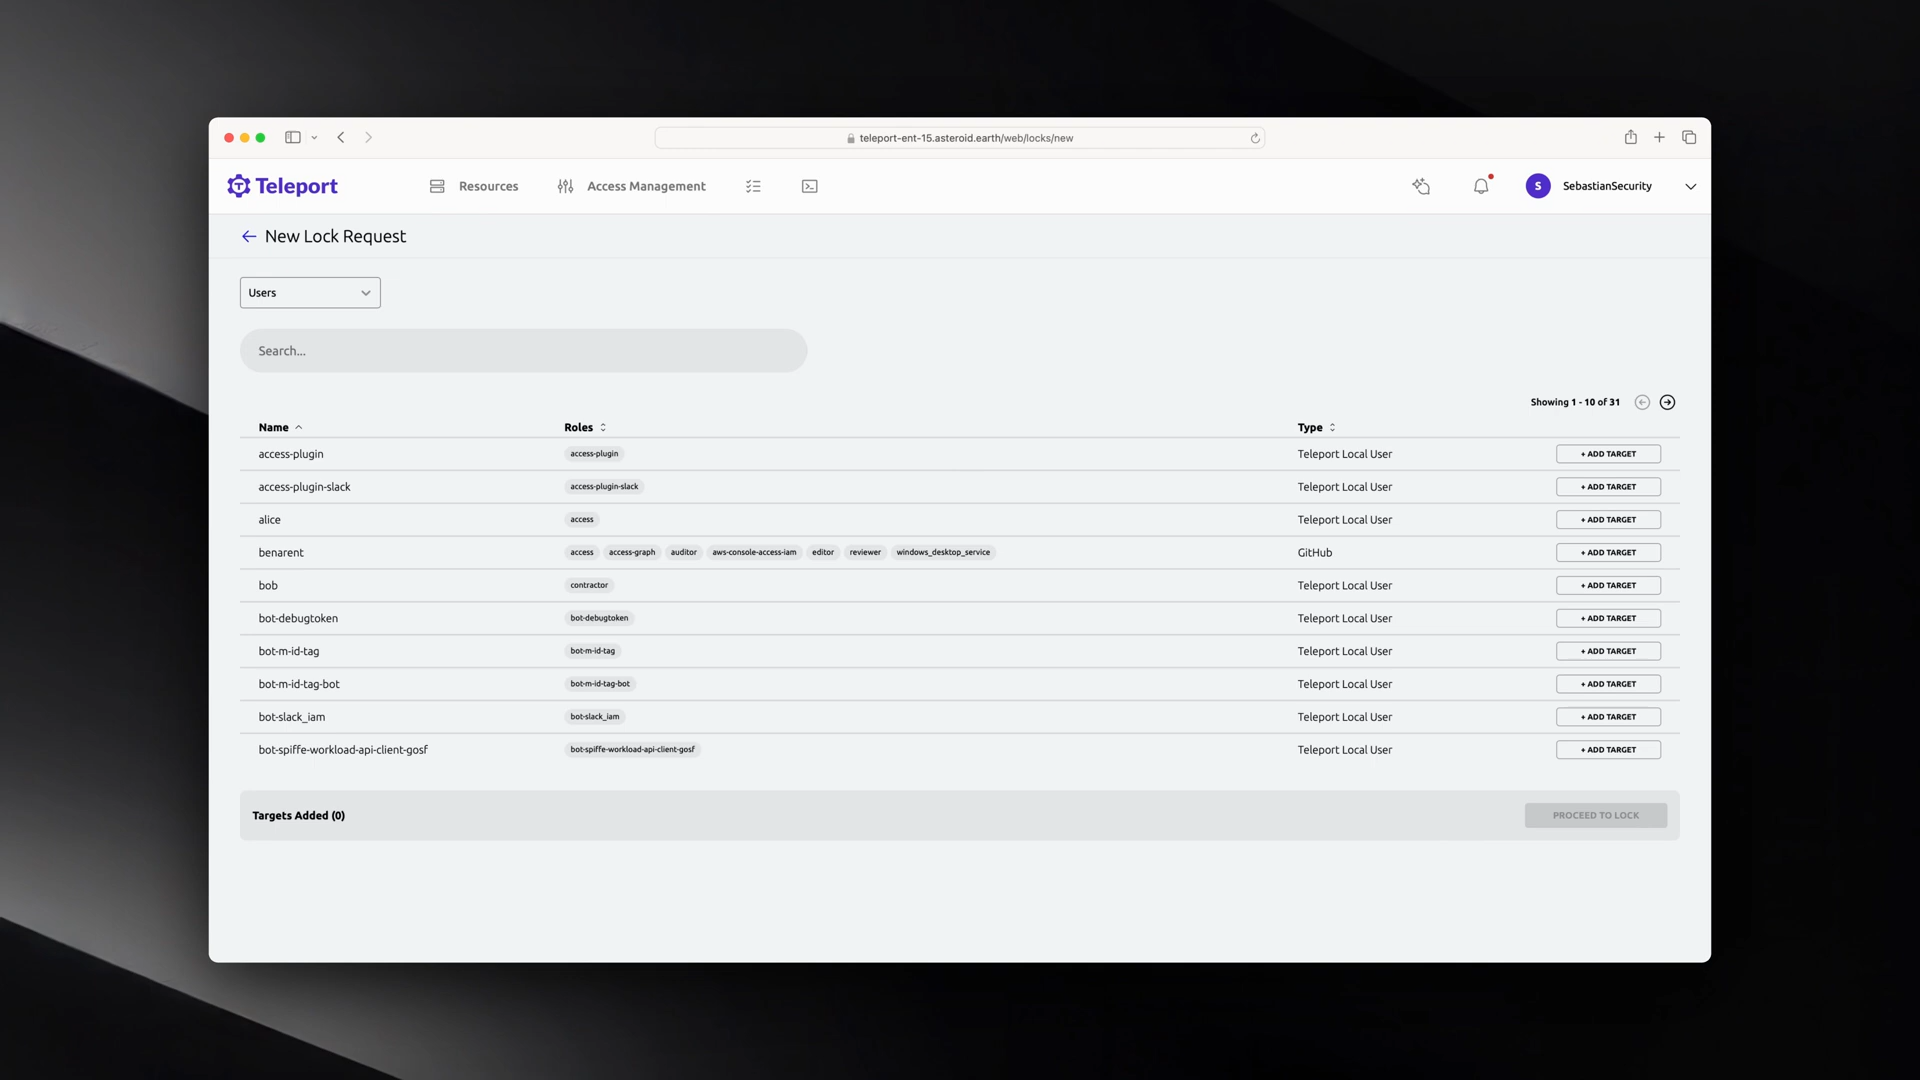 teleport-ent-15.asteroid.earth/web/locks/new
Teleport
Resources
Access Management
S
SebastianSecurity
New Lock Request
Users
Search...
Showing 1 - 10 of 31
Name Roles Type
access-plugin access-plugin Teleport Local User + ADD TARGET
access-plugin-slack access-plugin-slack Teleport Local User + ADD TARGET
alice access Teleport Local User + ADD TARGET
benarent access access-graph auditor aws-console-access-iam editor reviewer windows_desktop_service GitHub + ADD TARGET
bob contractor Teleport Local User + ADD TARGET
bot-debugtoken bot-debugtoken Teleport Local User + ADD TARGET
bot-m-id-tag bot-m-id-tag Teleport Local User + ADD TARGET
bot-m-id-tag-bot bot-m-id-tag-bot Teleport Local User + ADD TARGET
bot-slack_iam bot-slack_iam Teleport Local User + ADD TARGET
bot-spiffe-workload-api-client-gosf bot-spiffe-workload-api-client-gosf Teleport Local User + ADD TARGET
Targets Added (0) PROCEED TO LOCK